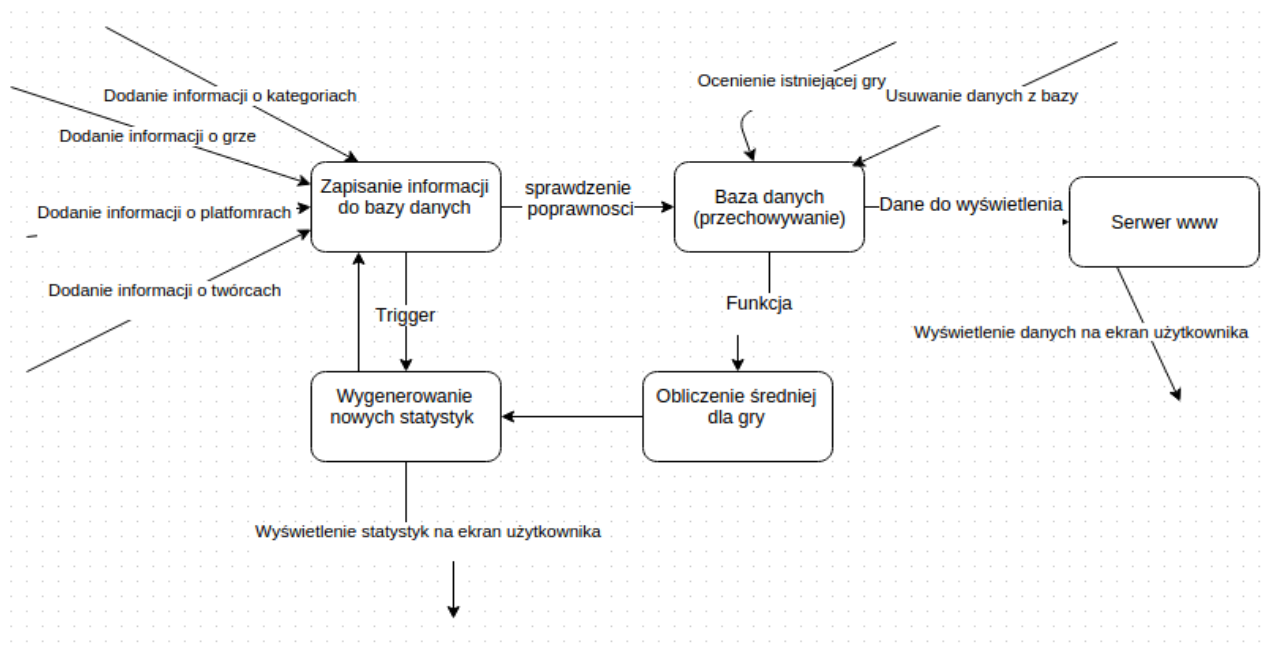 Ocenienie istniejącej gry
Dodanie informacji o kategoriach
Usuwanie danych z bazy
Dodanie informacji o grze
Zapisanie informacji
do bazy danych
sprawdzenie
poprawnosci
Baza danych
(przechowywanie)
Dane do wyświetlenia
Serwer www
Dodanie informacji o platfomrach
Dodanie informacji o twórcach
Trigger
Funkcja
Wyświetlenie danych na ekran użytkownika
Wygenerowanie
nowych statystyk
Obliczenie średniej
dla gry
Wyświetlenie statystyk na ekran użytkownika